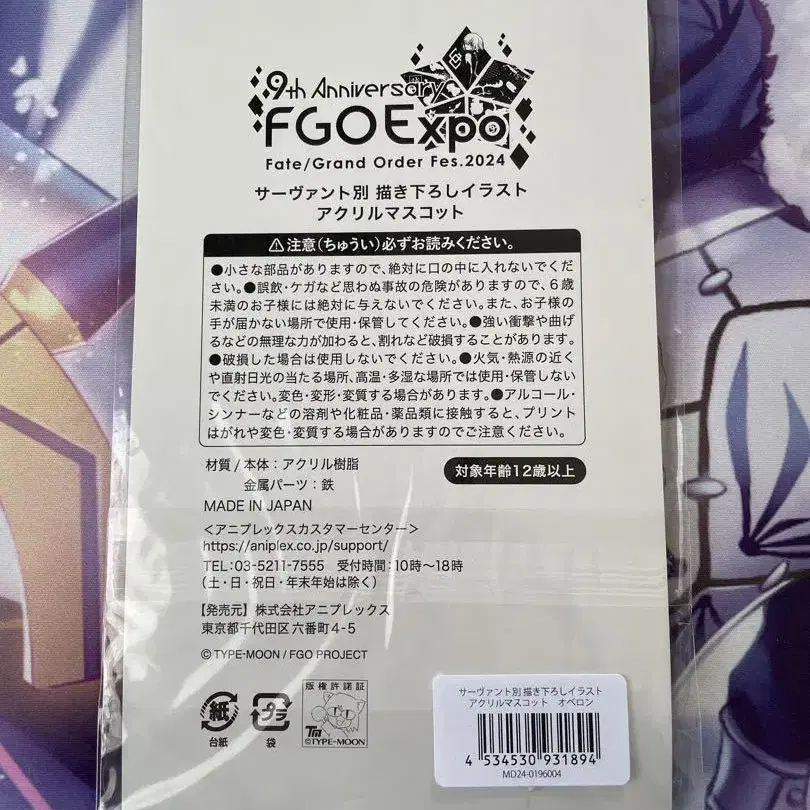 9th Anniversary
FGO Expo
Fate/Grand Order Fes.2024
サーヴァント別 描き下ろしイラスト
アクリルマスコット
⚠注意(ちゅうい)必ずお読みください。
●小さな部品がありますので、絶対に口の中に入れないでくだ
さい。●誤飲・ケガなど思わぬ事故の危険がありますので、6歳
未満のお子様には絶対に与えないでください。また、お子様の
手が届かない場所で使用・保管してください。●強い衝撃や曲げ
るなどの無理な力が加わると、割れなど破損することがあります。
●破損した場合は使用しないでください。●火気・熱源の近く
や直射日光の当たる場所、高温・多湿な場所では使用・保管しない
でください。変色・変形・変質する場合があります。●アルコール・
シンナーなどの溶剤や化粧品・薬品類に接触すると、プリント
はがれや変色・変質する場合がありますのでご注意ください。
材質/本体:アクリル樹脂
金属パーツ:鉄
対象年齢12歳以上
MADE IN JAPAN
<アニプレックスカスタマーセンター>
https://aniplex.co.jp/support/
TEL:03-5211-7555 受付時間:10時~18時
(土・日・祝日・年末年始は除く)
【発売元】株式会社アニプレックス
東京都千代田区六番町4-5
©TYPE-MOON / FGO PROJECT
紙
台紙
プラ
袋
版権許諾証
TM
©TYPE-MOON
サーヴァント別 描き下ろしイラスト
アクリルマスコット オベロン
4 534530 931894
MD24-0196004